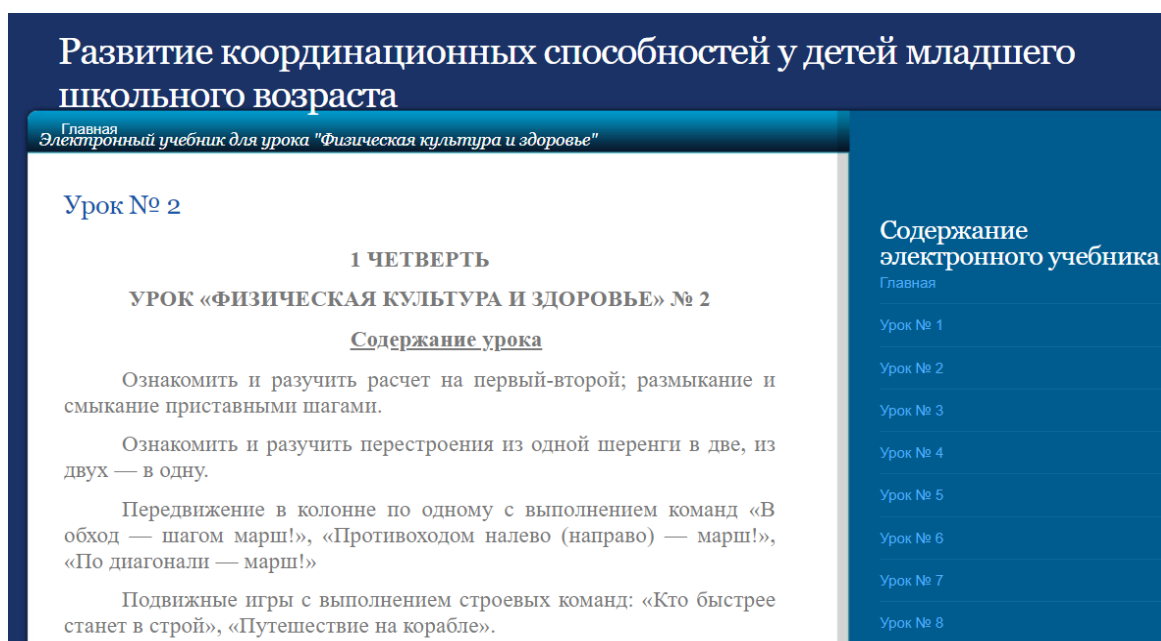 Развитие координационных способностей у детей младшего
школьного возраста
Главная
Электронный учебник для урока "Физическая культура и здоровье"
Урок № 2
1 ЧЕТВЕРТЬ
УРОК «ФИЗИЧЕСКАЯ КУЛЬТУРА И ЗДОРОВЬЕ» № 2
Содержание урока
Ознакомить и разучить расчет на первый-второй; размыкание и
смыкание приставными шагами.
Ознакомить и разучить перестроения из одной шеренги в две, из
двух — в одну.
Передвижение в колонне по одному с выполнением команд «В
обход — шагом марш!», «Противоходом налево (направо) — марш!»,
«По диагонали — марш!»
Подвижные игры с выполнением строевых команд: «Кто быстрее
станет в строй», «Путешествие на корабле».
Содержание
электронного учебника
Главная
Урок № 1
Урок № 2
Урок № 3
Урок № 4
Урок № 5
Урок № 6
Урок № 7
Урок № 8